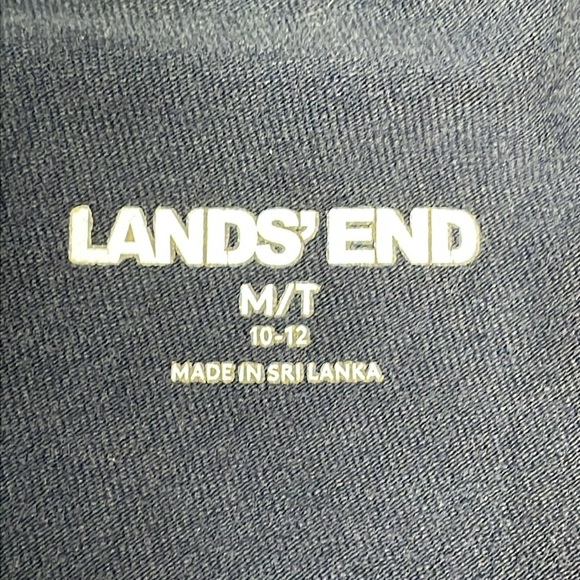 LANDS' END
M/T
10-12
MADE IN SRI LANKA